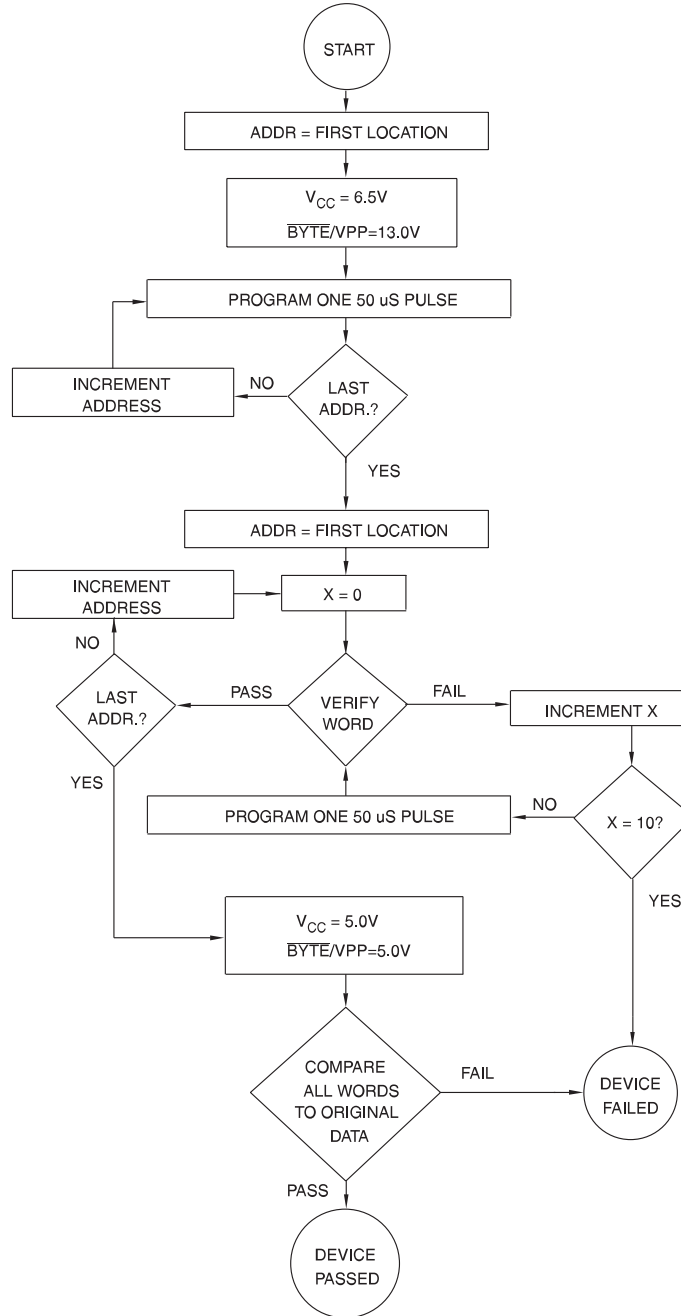 START
ADDR = FIRST LOCATION
VCC = 6.5V
BYTE/VPP=13.0V
PROGRAM ONE 50 uS PULSE
INCREMENT
ADDRESS
NO
LAST
ADDR.?
YES
ADDR = FIRST LOCATION
INCREMENT
ADDRESS
X = 0
NO
LAST
ADDR.?
PASS
VERIFY
WORD
FAIL
INCREMENT X
YES
PROGRAM ONE 50 uS PULSE
NO
X = 10?
YES
VCC = 5.0V
BYTE/VPP=5.0V
COMPARE
ALL WORDS
TO ORIGINAL
DATA
FAIL
DEVICE
FAILED
PASS
DEVICE
PASSED